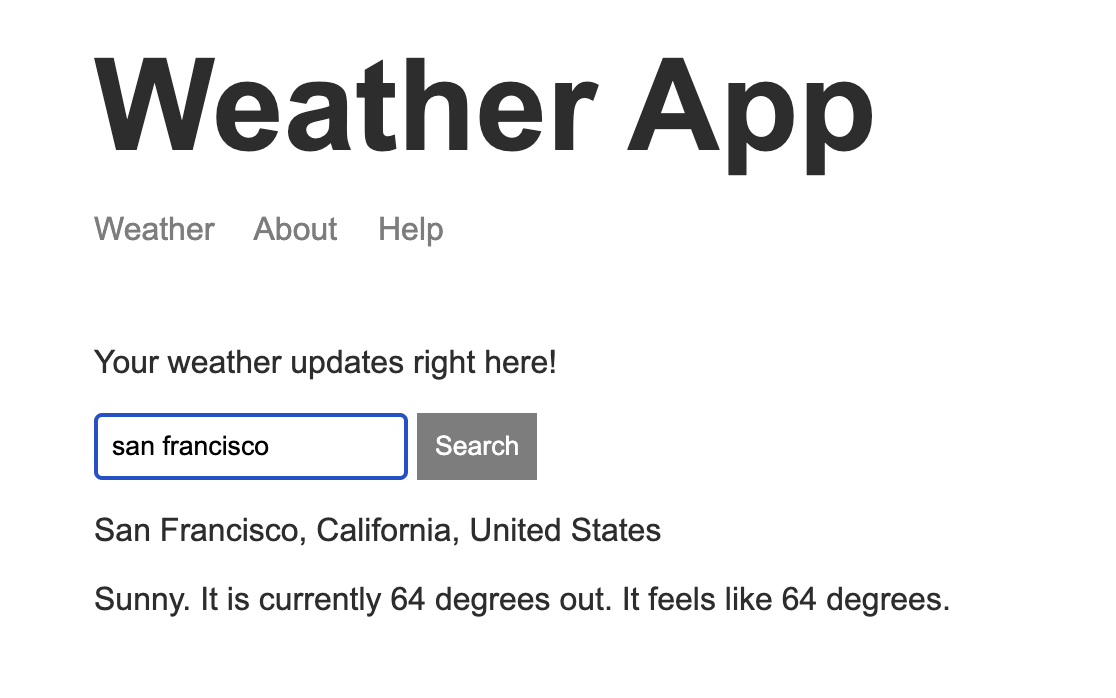 Weather App
Weather About Help
Your weather updates right here!
san francisco Search
San Francisco, California, United States
Sunny. It is currently 64 degrees out. It feels like 64 degrees.